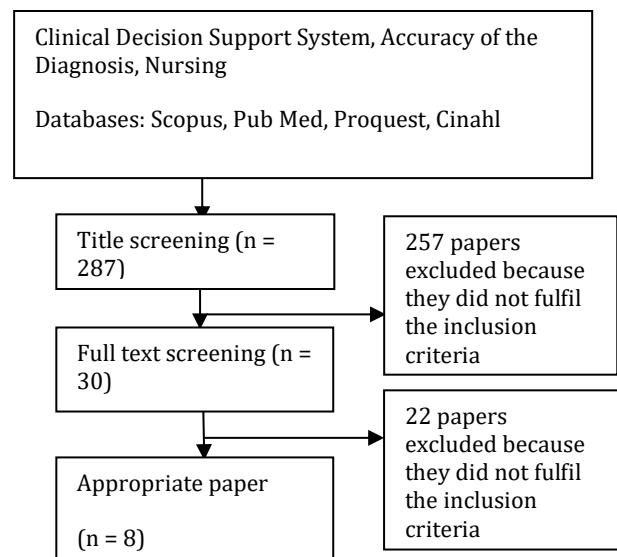 Clinical Decision Support System, Accuracy of the
Diagnosis, Nursing
Databases: Scopus, Pub Med, Proquest, Cinahl
Title screening (n =
287)
257 papers
excluded because
they did not fulfil
the inclusion
criteria
Full text screening (n =
30)
22 papers
excluded because
they did not fulfil
the inclusion
criteria
Appropriate paper
(n = 8)